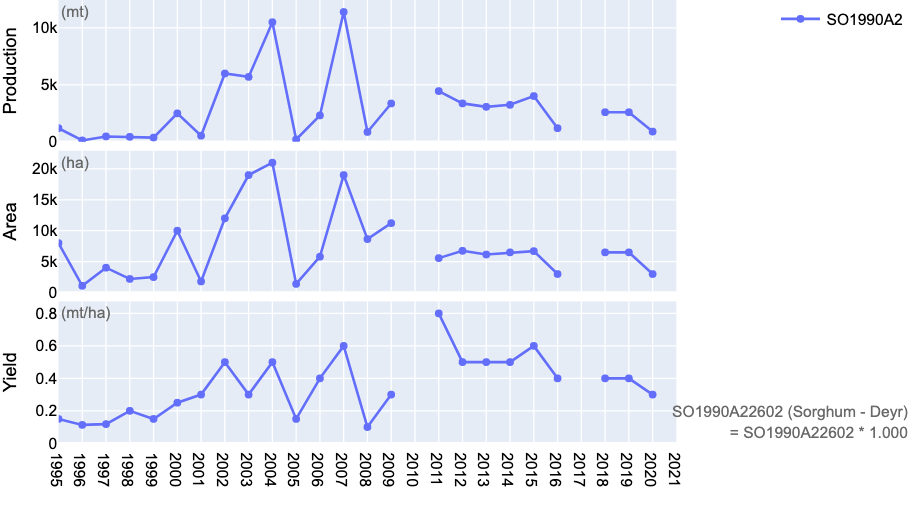 (mt)
SO1990A2
Production
10k
5k
0
(ha)
Area
20k
15k
10k
5k
0
(mt/ha)
Yield
0.8
0.6
0.4
0.2
0
SO1990A22602 (Sorghum - Deyr)
= SO1990A22602 * 1.000
1995
1996
1997
1998
1999
2000
2001
2002
2003
2004
2005
2006
2007
2008
2009
2010
2011
2012
2013
2014
2015
2016
2017
2018
2019
2020
2021